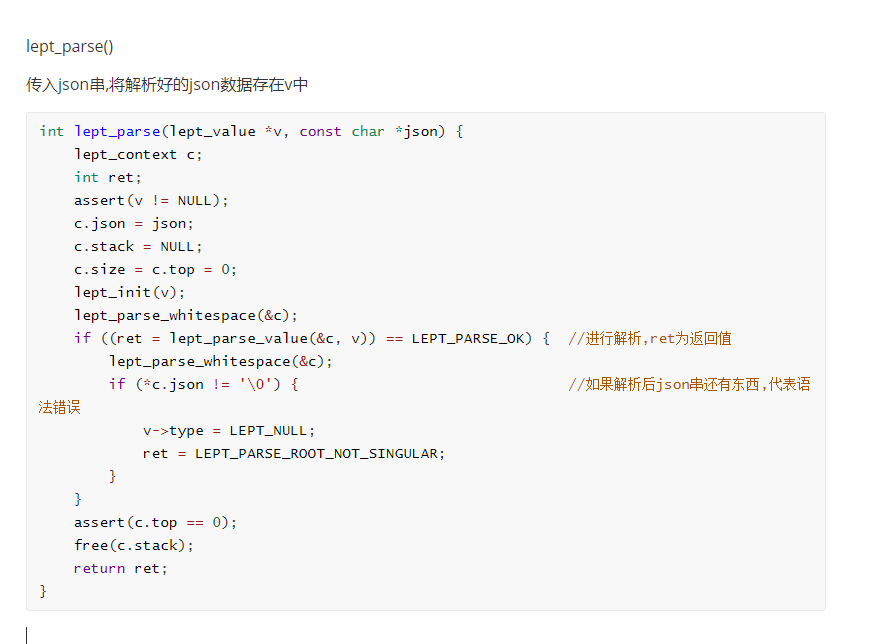 lept_parse()
传入json串,将解析好的json数据存在v中
int lept_parse(lept_value *v, const char *json) {
    lept_context c;
    int ret;
    assert(v != NULL);
    c.json = json;
    c.stack = NULL;
    c.size = c.top = 0;
    lept_init(v);
    lept_parse_whitespace(&c);
    if ((ret = lept_parse_value(&c, v)) == LEPT_PARSE_OK) {  //进行解析,ret为返回值
        lept_parse_whitespace(&c);
        if (*c.json != '\0') {                               //如果解析后json串还有东西,代表语
法错误
            v->type = LEPT_NULL;
            ret = LEPT_PARSE_ROOT_NOT_SINGULAR;
        }
    }
    assert(c.top == 0);
    free(c.stack);
    return ret;
}